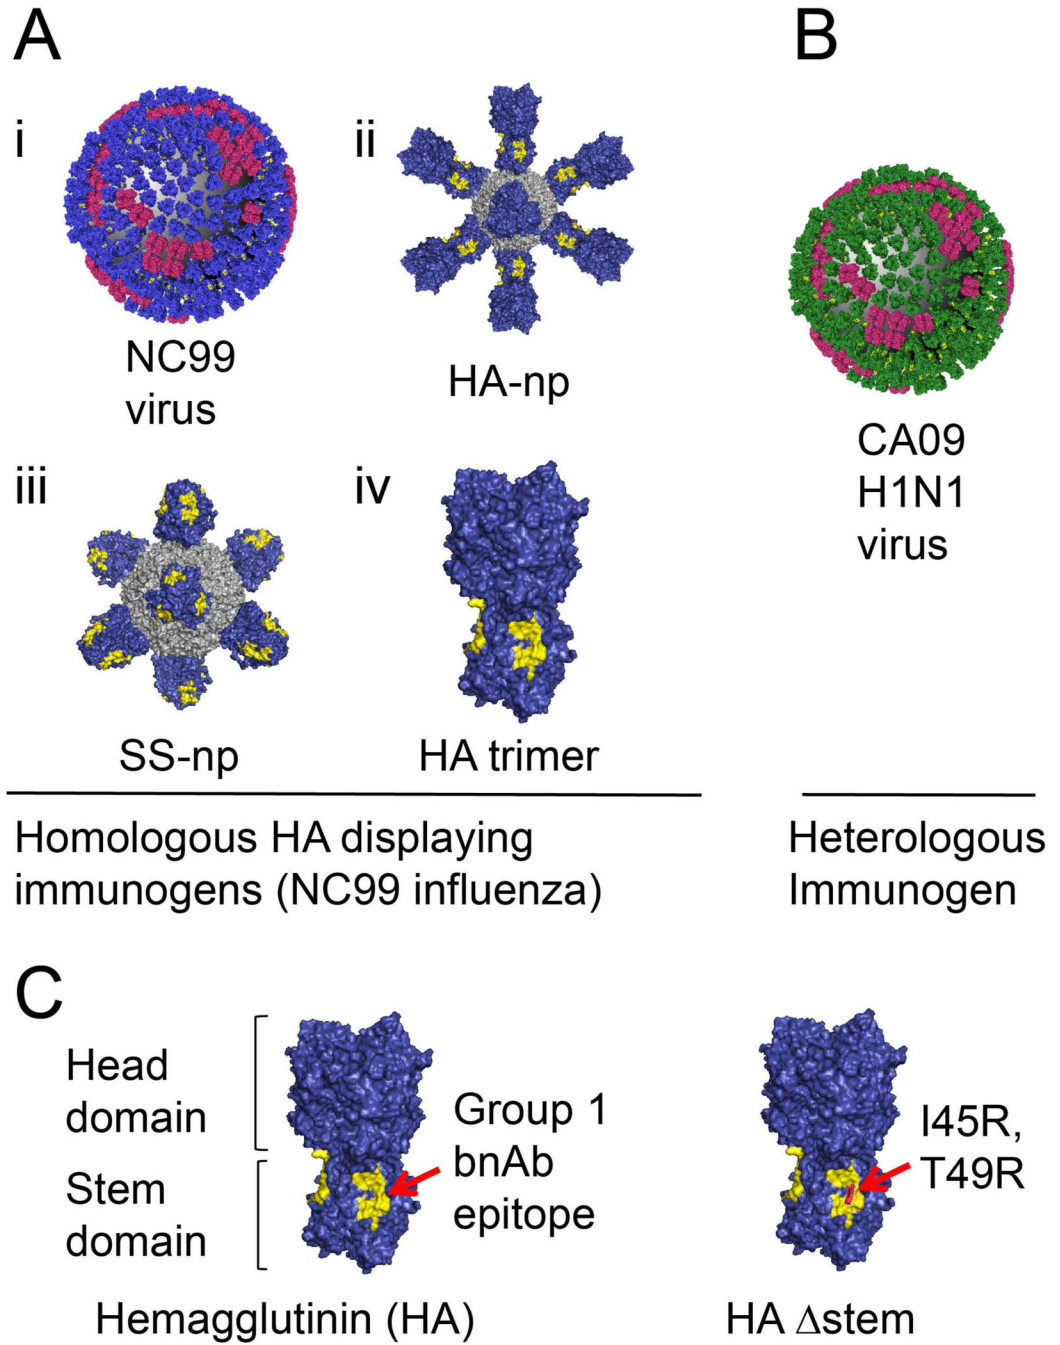 A
B
i
ii
NC99
virus
HA-np
CA09
H1N1
virus
iii
iv
SS-np
HA trimer
Homologous HA displaying
immunogens (NC99 influenza)
Heterologous
Immunogen
C
Head
domain
Stem
domain
Group 1
bnAb
epitope
I45R,
T49R
Hemagglutinin (HA)
HA Δstem